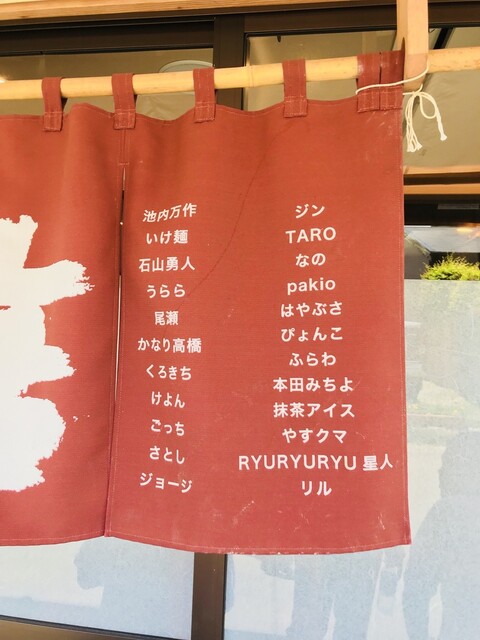 池内万作
いけ麺
石山勇人
うらら
尾瀬
かなり高橋
くろきち
けよん
ごっち
さとし
ジョージ
ジン
TARO
なの
pakio
はやぶさ
ぴょんこ
ふらわ
本田みちよ
抹茶アイス
やすクマ
RYURYURYU 星人
リル